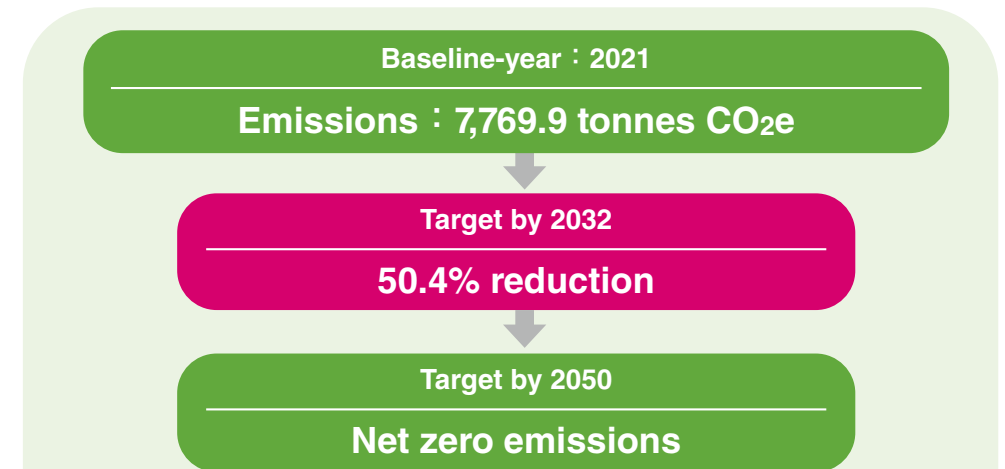 Baseline-year：2021
Emissions：7,769.9 tonnes CO₂e
Target by 2032
50.4% reduction
Target by 2050
Net zero emissions